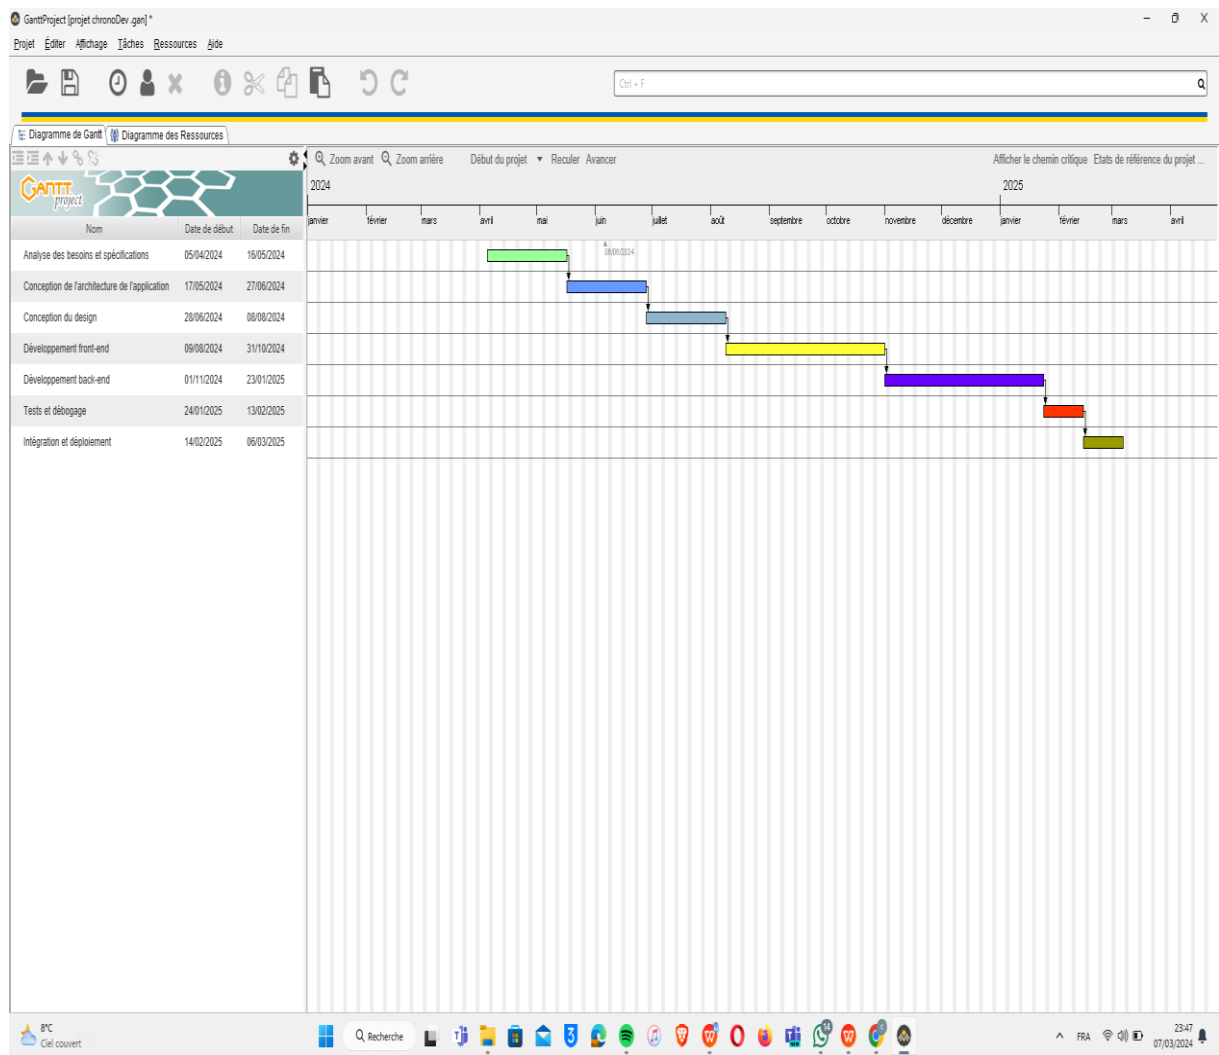 GanttProject [projet chronoDev .gan] *
Projet Éditer Affichage Tâches Ressources Aide
Ctrl + F
Diagramme de Gantt Diagramme des Ressources
Zoom avant Zoom arrière Début du projet Reculer Avancer Afficher le chemin critique Etats de référence du projet ...
GANTT project
2024 2025
janvier février mars avril mai juin juillet août septembre octobre novembre décembre janvier février mars avril
Nom Date de début Date de fin
06/06/2024
Analyse des besoins et spécifications 05/04/2024 16/05/2024
Conception de l'architecture de l'application 17/05/2024 27/06/2024
Conception du design 28/06/2024 08/08/2024
Développement front-end 09/08/2024 31/10/2024
Développement back-end 01/11/2024 23/01/2025
Tests et débogage 24/01/2025 13/02/2025
Intégration et déploiement 14/02/2025 06/03/2025
8°C
Ciel couvert
Recherche
14
FRA
23:47
07/03/2024